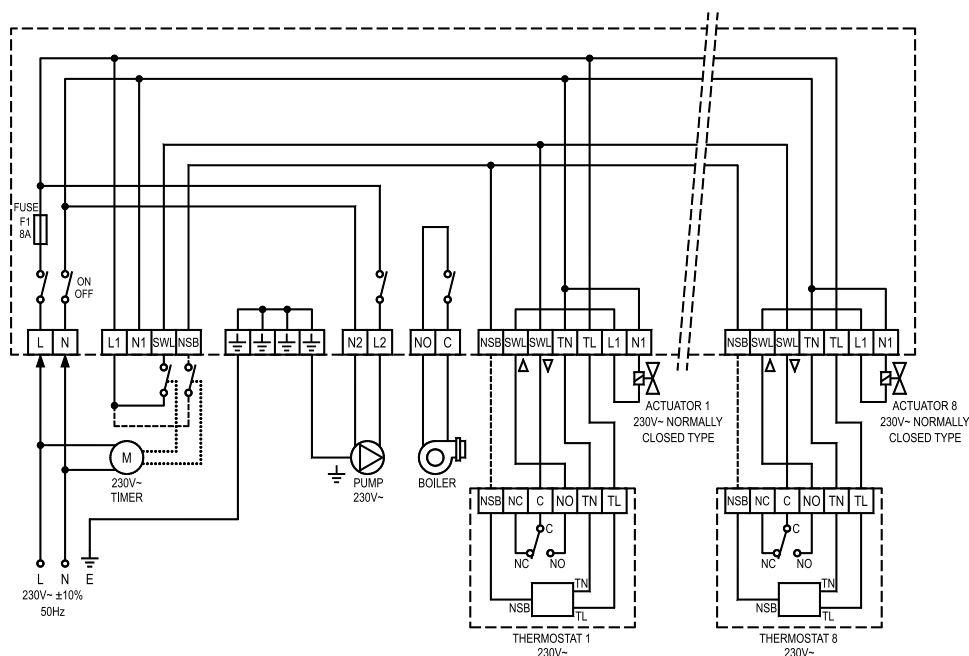 FUSE
F1
8A
ON
OFF
L N L1 N1 SWL NSB N2 L2 NO C NSB SWL SWL TN TL L1 N1 NSB SWL SWL TN TL L1 N1
ACTUATOR 1
230V~ NORMALLY
CLOSED TYPE
ACTUATOR 8
230V~ NORMALLY
CLOSED TYPE
M
230V~
TIMER
PUMP
230V~
BOILER
NSB NC C NO TN TL
NSB NC C NO TN TL
C
NC NO
C
NC NO
L N E
230V~ ±10%
50Hz
TN
NSB
TL
TN
NSB
TL
THERMOSTAT 1
230V~
THERMOSTAT 8
230V~